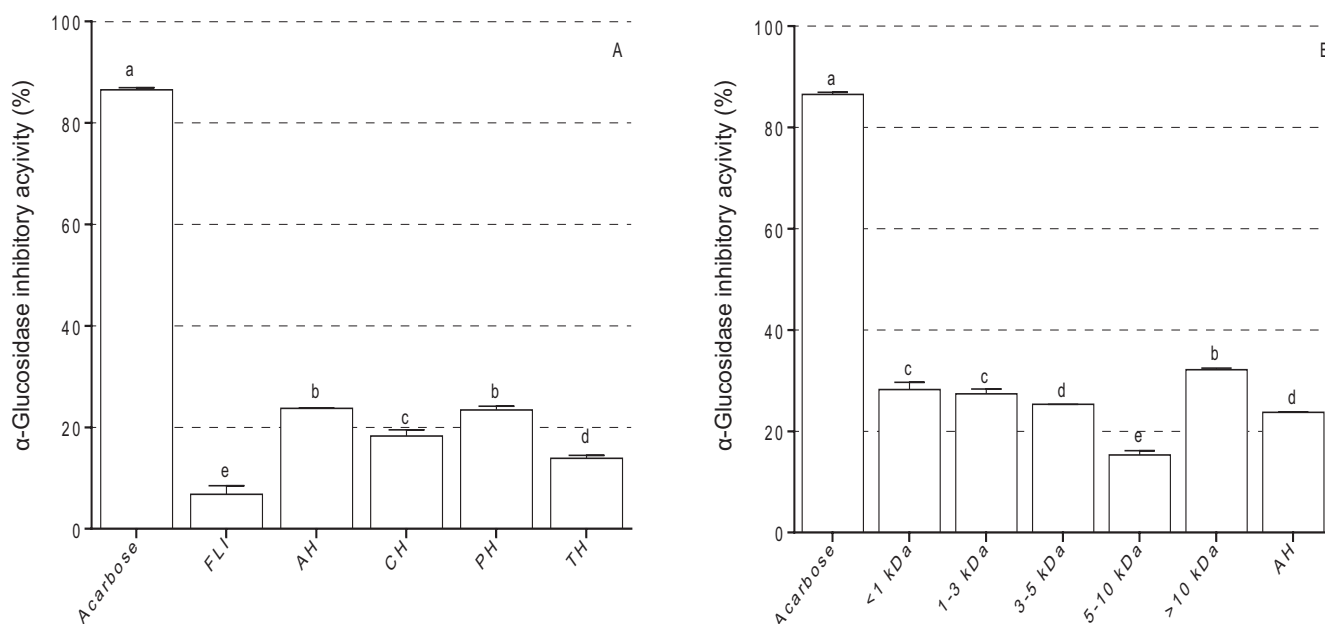 A
α-Glucosidase inhibitory acyivity (%)
100
80
60
40
20
0
a
e
b
c
b
d
Acarbose
FLI
AH
CH
PH
TH
α-Glucosidase inhibitory acyivity (%)
100
80
60
40
20
0
a
c
c
d
e
b
d
Acarbose
<1 kDa
1-3 kDa
3-5 kDa
5-10 kDa
>10 kDa
AH